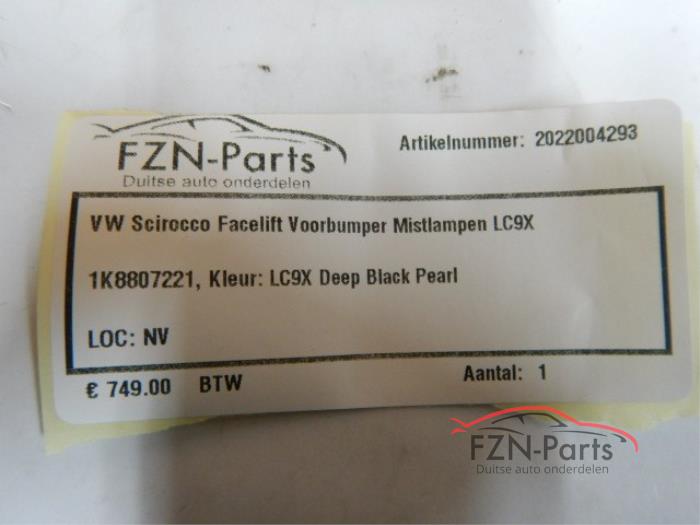 FZN-Parts
Duitse auto onderdelen
Artikelnummer: 2022004293
VW Scirocco Facelift Voorbumper Mistlampen LC9X
1K8807221, Kleur: LC9X Deep Black Pearl
LOC: NV
€ 749.00 BTW Aantal: 1
FZN-Parts
Duitse auto onderdelen